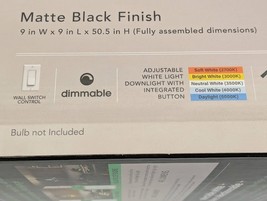 Matte Black Finish
9 in W x 9 in L x 50.5 in H (Fully assembled dimensions)
WALL SWITCH
CONTROL
dimmable
ADJUSTABLE
WHITE LIGHT
DOWNLIGHT WITH
INTEGRATED
BUTTON
Soft White (2700K)
Bright White (3000K)
Neutral White (3500K)
Cool White (4000K)
Daylight (5000K)
Bulb not Included